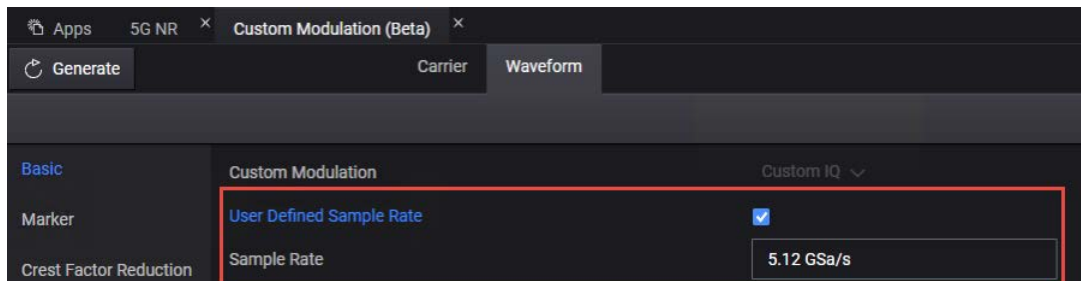 Apps 5G NR × Custom Modulation (Beta) ×
Generate Carrier Waveform
Basic Custom Modulation Custom IQ
Marker User Defined Sample Rate
Crest Factor Reduction Sample Rate 5.12 GSa/s